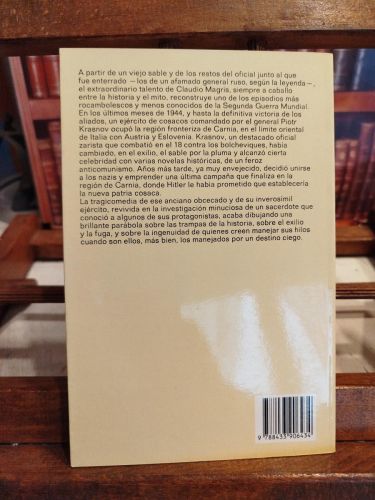 A partir de un viejo sable y de los restos del oficial junto al que
fue enterrado —los de un afamado general ruso, según la leyenda—,
el extraordinario talento de Claudio Magris, siempre a caballo
entre la historia y el mito, reconstruye uno de los episodios más
rocambolescos y menos conocidos de la Segunda Guerra Mundial.
En los últimos meses de 1944, y hasta la definitiva victoria de los
aliados, un ejército de cosacos comandado por el general Piotr
Krasnov ocupó la región fronteriza de Carnia, en el límite oriental
de Italia con Austria y Eslovenia. Krasnov, un destacado oficial
zarista que combatió en el 18 contra los bolcheviques, había
cambiado, en el exilio, el sable por la pluma y alcanzó cierta
celebridad con varias novelas históricas, de un feroz
anticomunismo. Años más tarde, ya muy envejecido, decidió unirse
a los nazis y emprender una última campaña que finaliza en la
región de Carnia, donde Hitler le había prometido que establecería
la nueva patria cosaca.
La tragicomedia de ese anciano obcecado y de su inverosímil
ejército, revivida en la investigación minuciosa de un sacerdote que
conoció a algunos de sus protagonistas, acaba dibujando una
brillante parábola sobre las trampas de la historia, sobre el exilio
y la fuga, y sobre la ingenuidad de quienes creen manejar sus hilos
cuando son ellos, más bien, los manejados por un destino ciego.
9 788433 906434